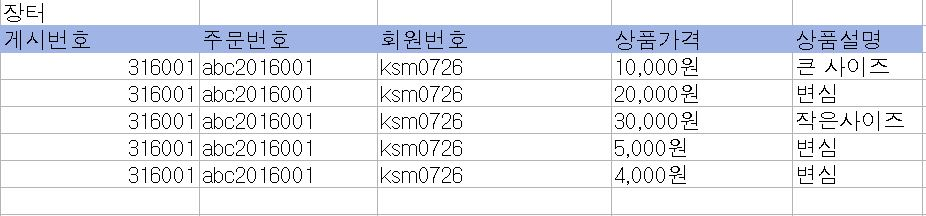 장터
게시번호 주문번호 회원번호 상품가격 상품설명
316001 abc2016001 ksm0726 10,000원 큰 사이즈
316001 abc2016001 ksm0726 20,000원 변심
316001 abc2016001 ksm0726 30,000원 작은사이즈
316001 abc2016001 ksm0726 5,000원 변심
316001 abc2016001 ksm0726 4,000원 변심